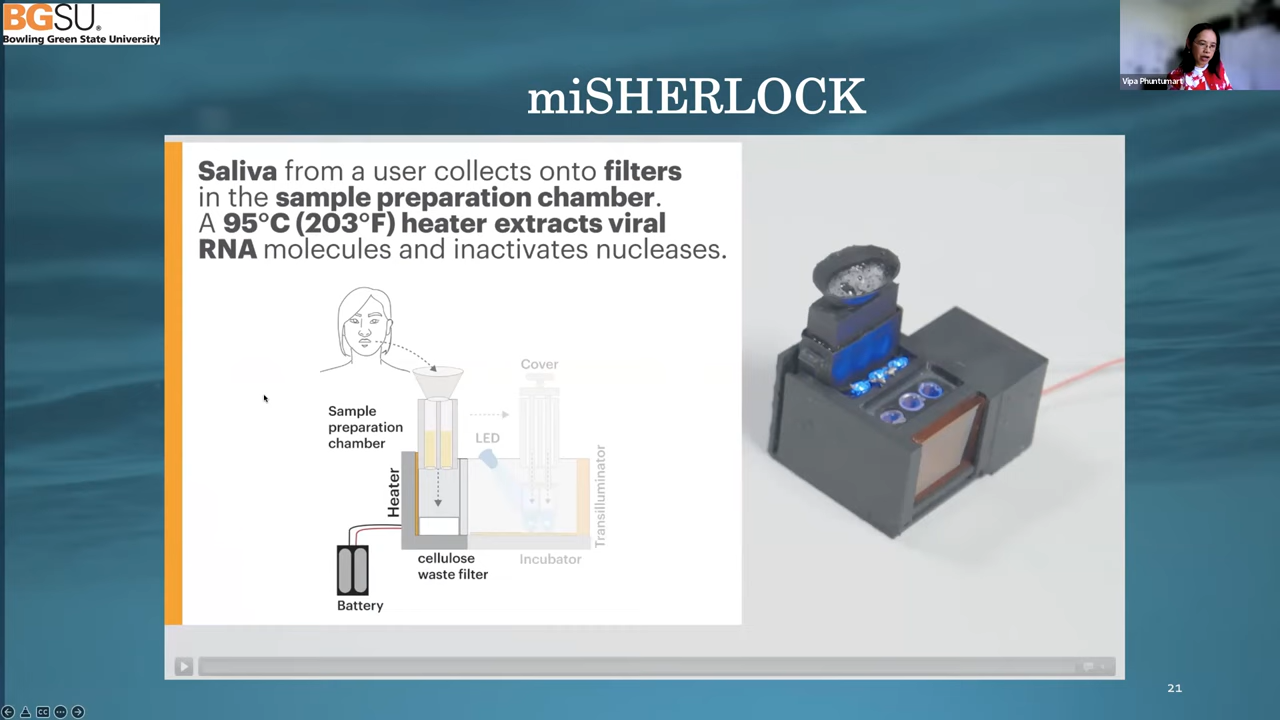 BGSU®
Bowling Green State University
Vipa Phuntumart
miSHERLOCK
Saliva from a user collects onto filters
in the sample preparation chamber.
A 95°C (203°F) heater extracts viral
RNA molecules and inactivates nucleases.
Cover
Sample
preparation
chamber
LED
Heater
Transilluminator
cellulose
waste filter
Incubator
Battery
21
CC